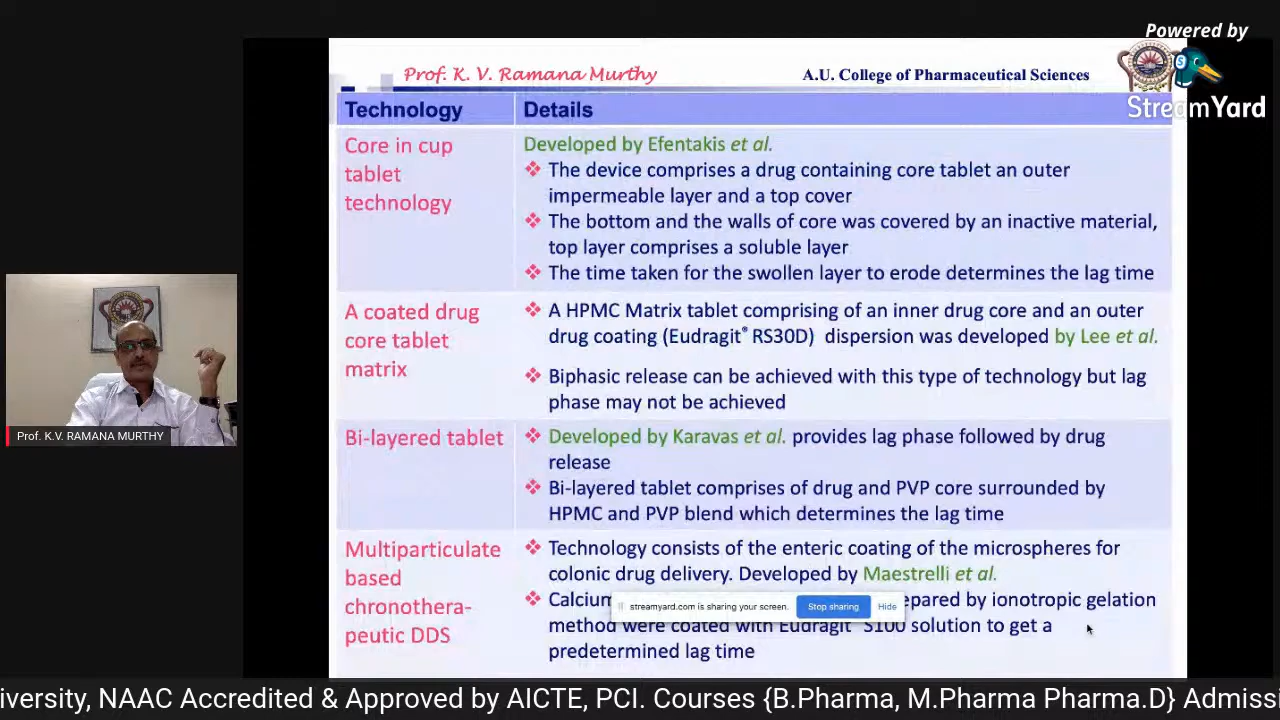 Powered by
StreamYard
Prof. K. V. Ramana Murthy
A.U. College of Pharmaceutical Sciences
Technology
Details
Core in cup
tablet
technology
Developed by Efentakis et al.
The device comprises a drug containing core tablet an outer
impermeable layer and a top cover
The bottom and the walls of core was covered by an inactive material,
top layer comprises a soluble layer
The time taken for the swollen layer to erode determines the lag time
A coated drug
core tablet
matrix
A HPMC Matrix tablet comprising of an inner drug core and an outer
drug coating (Eudragit® RS30D) dispersion was developed by Lee et al.
Biphasic release can be achieved with this type of technology but lag
phase may not be achieved
Bi-layered tablet
Developed by Karavas et al. provides lag phase followed by drug
release
Bi-layered tablet comprises of drug and PVP core surrounded by
HPMC and PVP blend which determines the lag time
Multiparticulate
based
chronothera-
peutic DDS
Technology consists of the enteric coating of the microspheres for
colonic drug delivery. Developed by Maestrelli et al.
Calcium epared by ionotropic gelation
method were coated with Eudragit S100 solution to get a
predetermined lag time
streamyard.com is sharing your screen. Stop sharing Hide
Prof. K.V. RAMANA MURTHY
iversity, NAAC Accredited & Approved by AICTE, PCI. Courses {B.Pharma, M.Pharma Pharma.D} Admiss